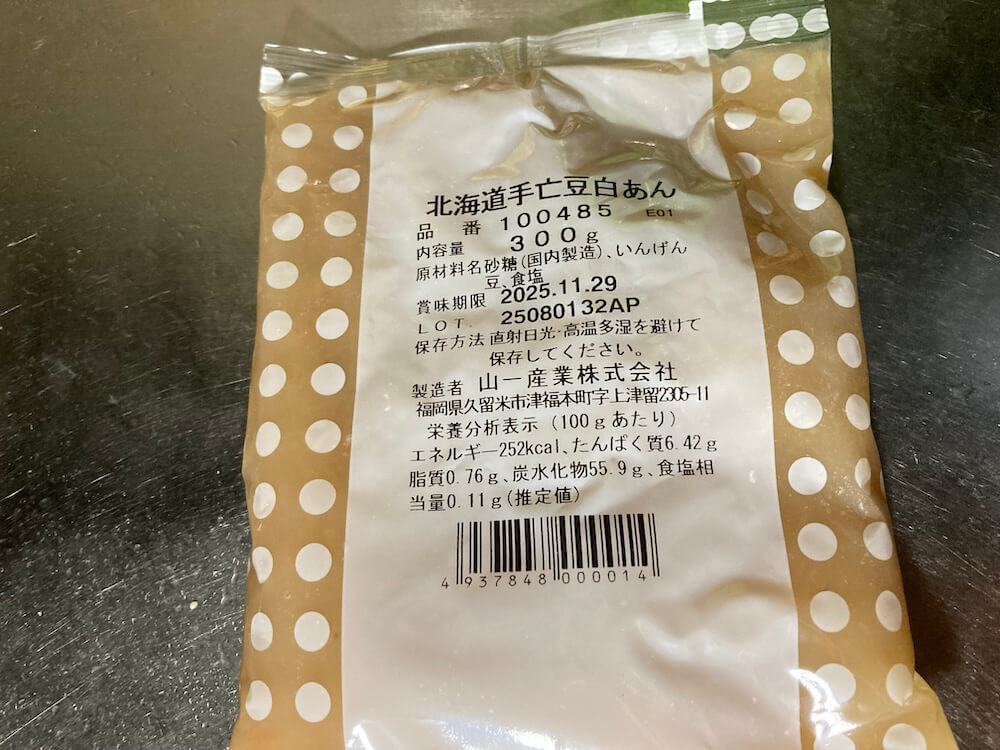 北海道手亡豆白あん
品番 100485 E01
内容量 300g
原材料名 砂糖(国内製造)、いんげん
豆、食塩
賞味期限 2025.11.29
LOT. 25080132AP
保存方法 直射日光・高温多湿を避けて
保存してください。
製造者 山一産業株式会社
福岡県久留米市津福本町字上津留2305-11
栄養分析表示(100gあたり)
エネルギー252kcal、たんぱく質6.42g
脂質0.76g、炭水化物55.9g、食塩相
当量0.11g(推定値)
4937848000014